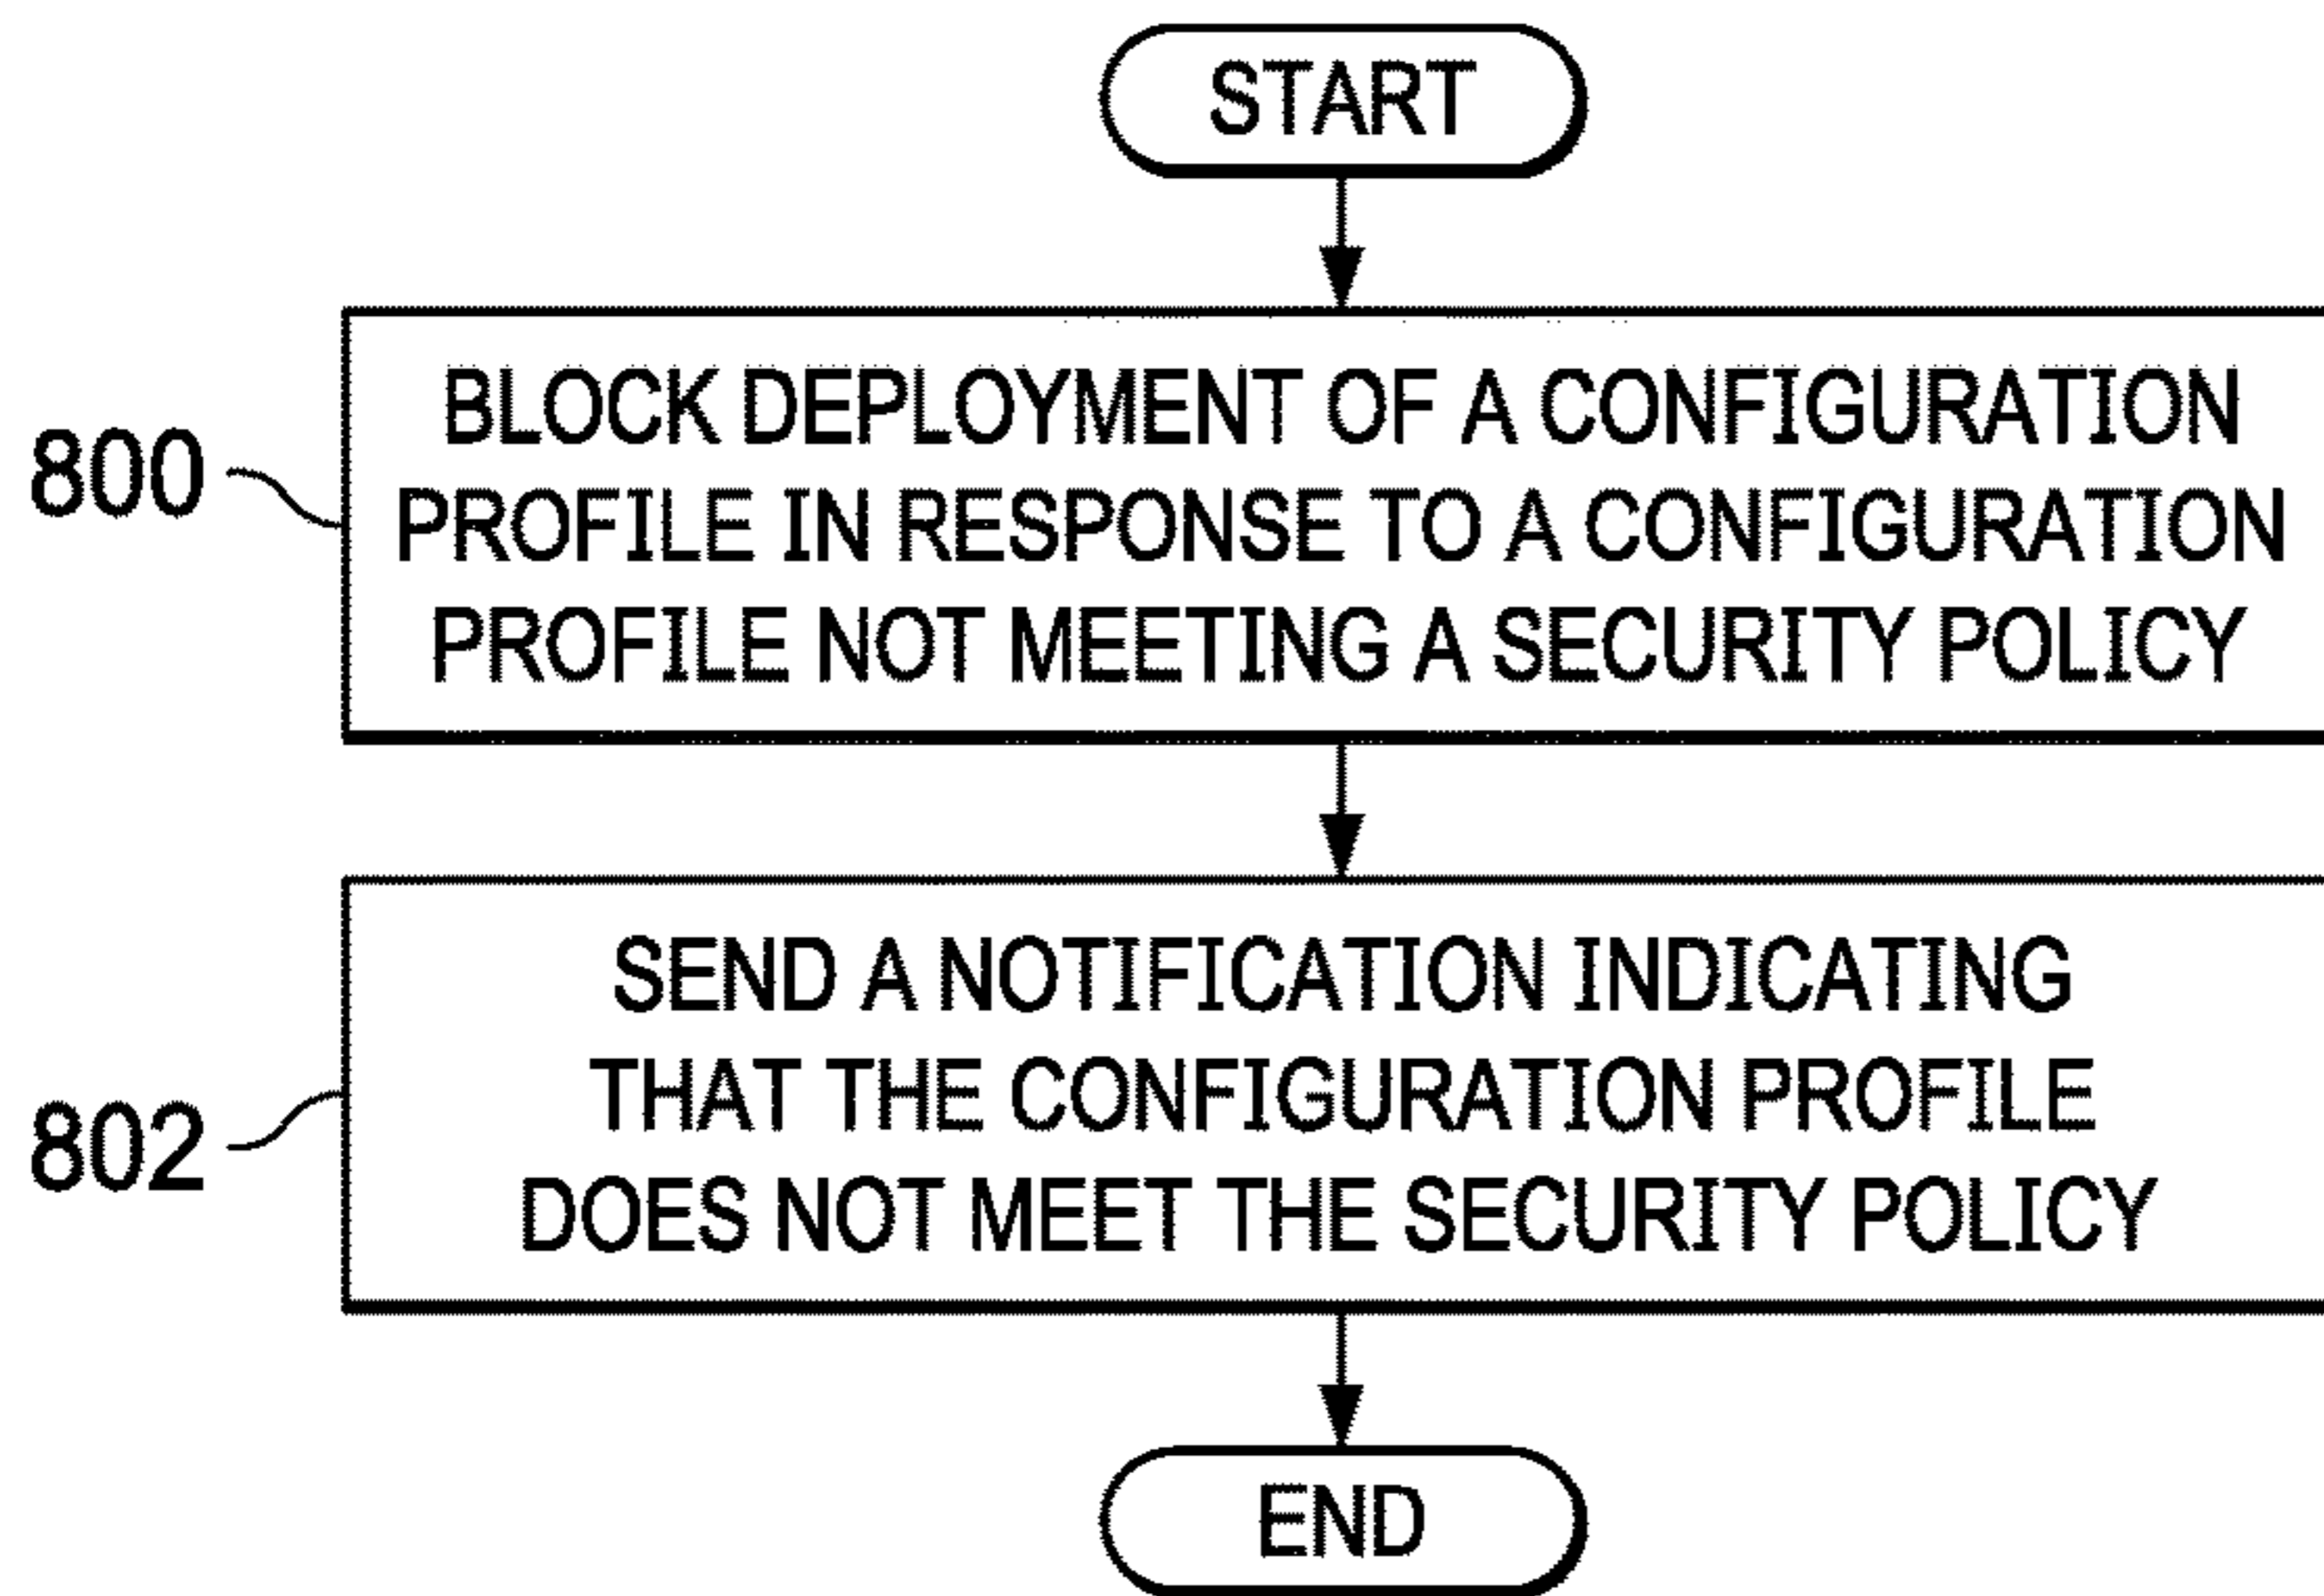 START
800
BLOCK DEPLOYMENT OF A CONFIGURATION
PROFILE IN RESPONSE TO A CONFIGURATION
PROFILE NOT MEETING A SECURITY POLICY
802
SEND A NOTIFICATION INDICATING
THAT THE CONFIGURATION PROFILE
DOES NOT MEET THE SECURITY POLICY
END